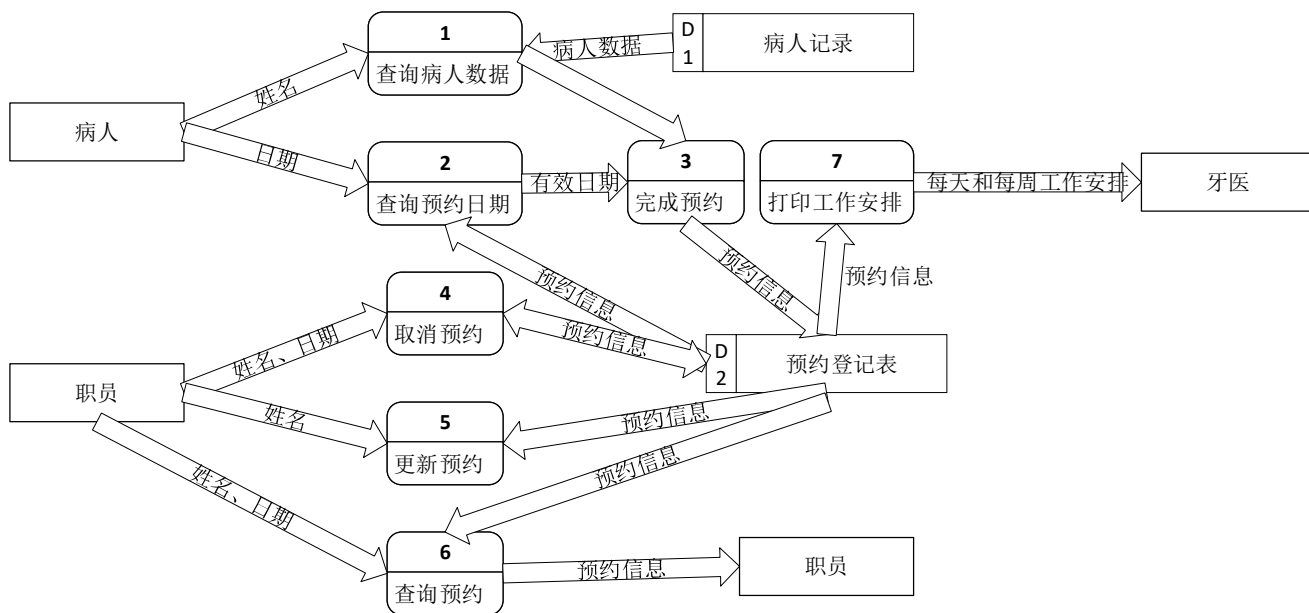 1
查询病人数据
病人数据
D
1
病人记录
姓名
病人
日期
2
查询预约日期
有效日期
3
完成预约
7
打印工作安排
每天和每周工作安排
牙医
预约信息
预约信息
预约信息
4
取消预约
预约信息
姓名、日期
D
2
预约登记表
职员
姓名
5
更新预约
预约信息
预约信息
姓名、日期
6
查询预约
预约信息
职员